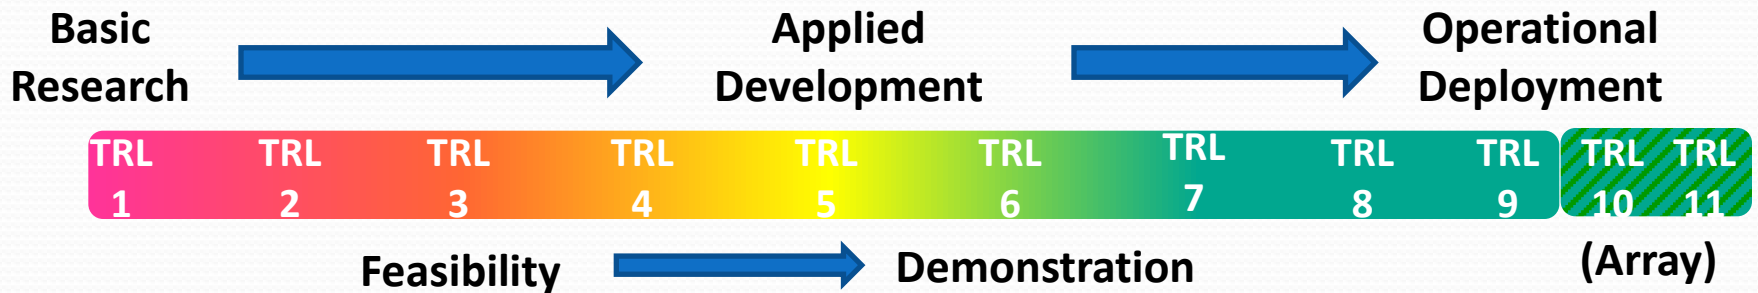 Basic
Research
Applied
Development
Operational
Deployment
TRL TRL TRL TRL TRL TRL TRL TRL TRL TRL TRL
1 2 3 4 5 6 7 8 9 10 11
Feasibility Demonstration (Array)